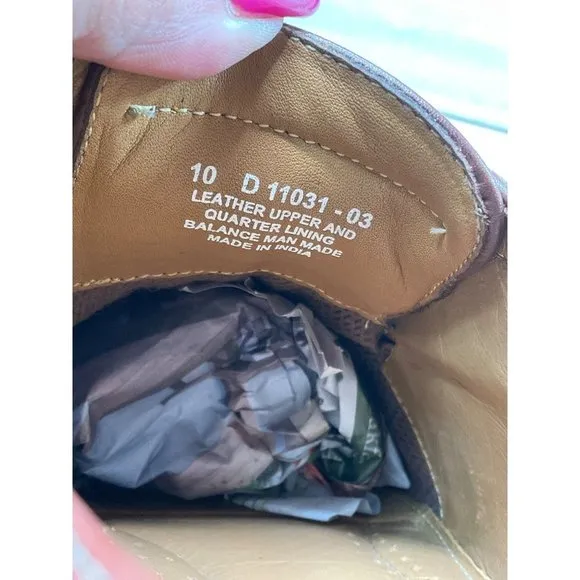 10 D 11031 - 03
LEATHER UPPER AND
QUARTER LINING
BALANCE MAN MADE
MADE IN INDIA